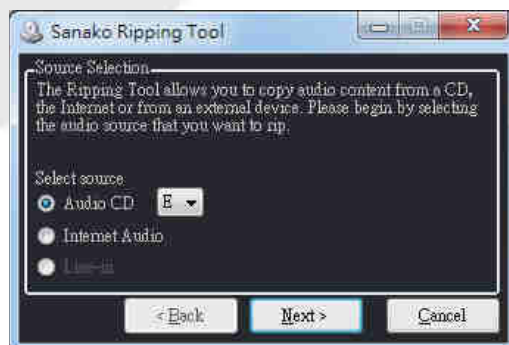 Sanako Ripping Tool
Source Selection
The Ripping Tool allows you to copy audio content from a CD,
the Internet or from an external device. Please begin by selecting
the audio source that you want to rip.
Select source
Audio CD E
Internet Audio
Line-in
< Back Next > Cancel